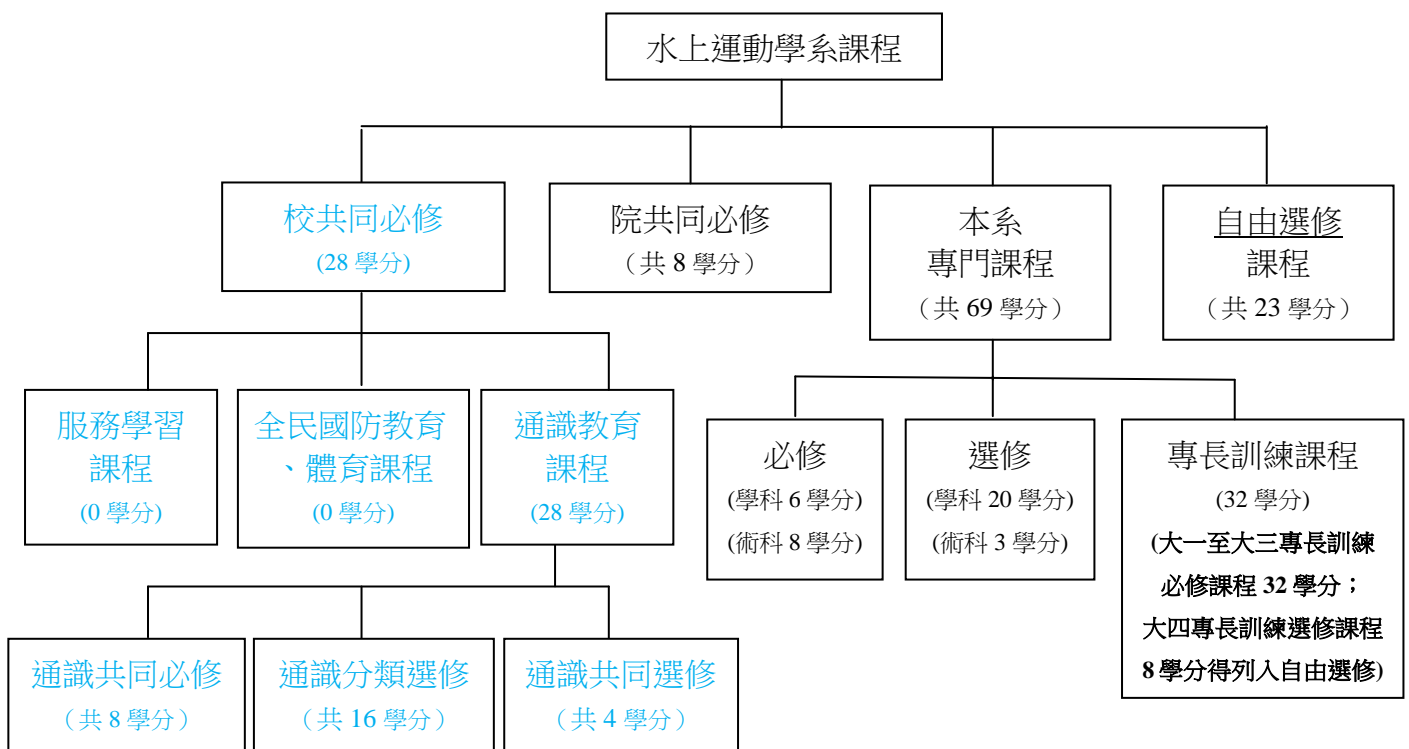 水上運動學系課程
校共同必修
(28 學分)
院共同必修
（共 8 學分）
本系
專門課程
（共 69 學分）
自由選修
課程
（共 23 學分）
服務學習
課程
(0 學分)
全民國防教育
、體育課程
(0 學分)
通識教育
課程
(28 學分)
必修
(學科 6 學分)
(術科 8 學分)
選修
(學科 20 學分)
(術科 3 學分)
專長訓練課程
(32 學分)
(大一至大三專長訓練
必修課程 32 學分；
大四專長訓練選修課程
8 學分得列入自由選修)
通識共同必修
（共 8 學分）
通識分類選修
（共 16 學分）
通識共同選修
（共 4 學分）